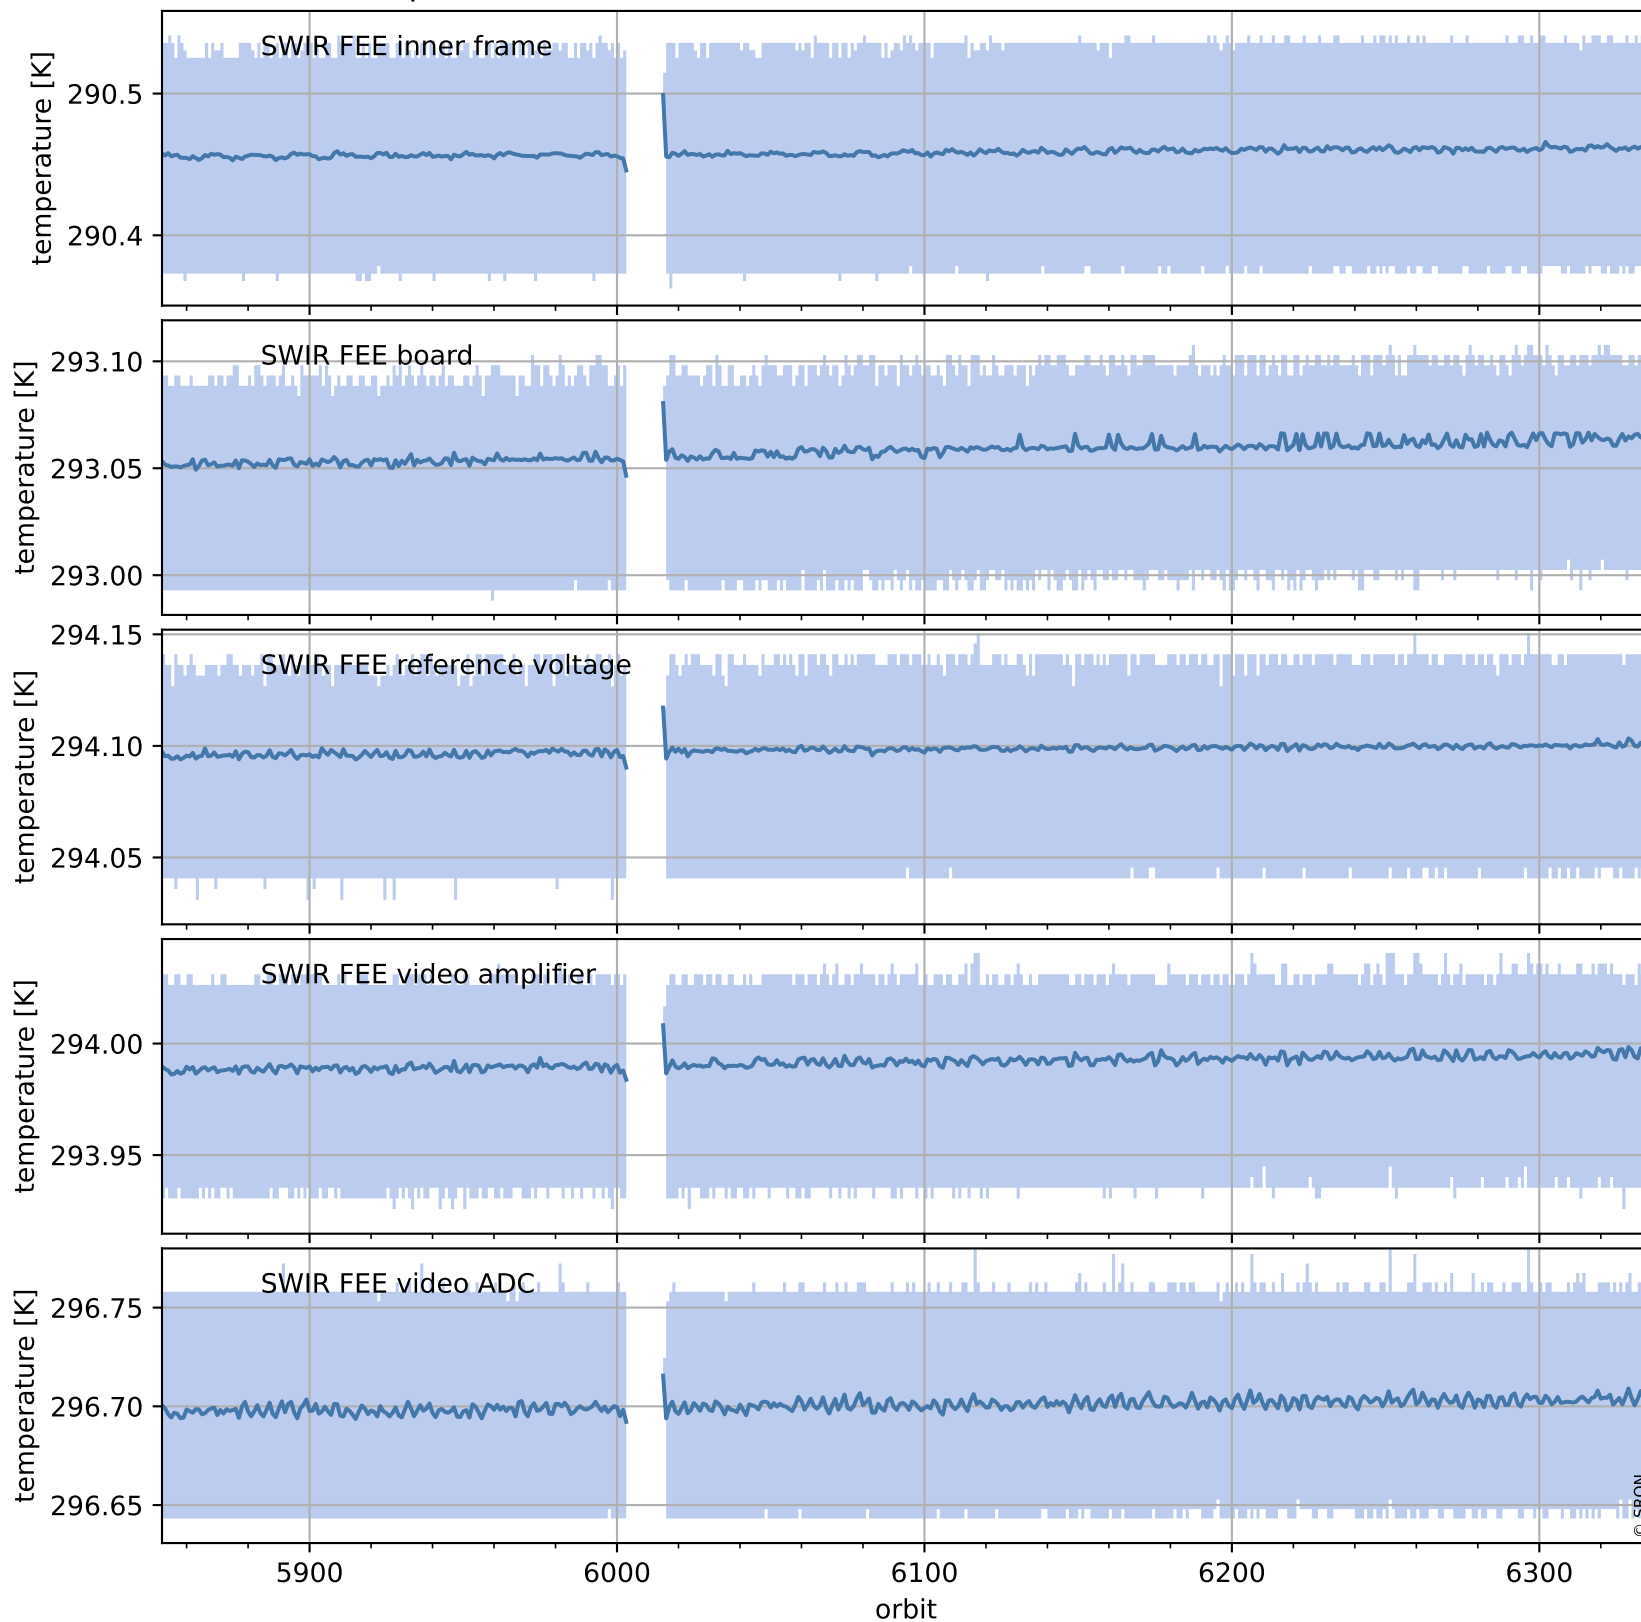 SWIR FEE inner frame
temperature [K]
290.5
290.4
SWIR FEE board
temperature [K]
293.10
293.05
293.00
SWIR FEE reference voltage
temperature [K]
294.15
294.10
294.05
SWIR FEE video amplifier
temperature [K]
294.00
293.95
SWIR FEE video ADC
temperature [K]
296.75
296.70
296.65
5900 6000 6100 6200 6300
orbit
© SRON